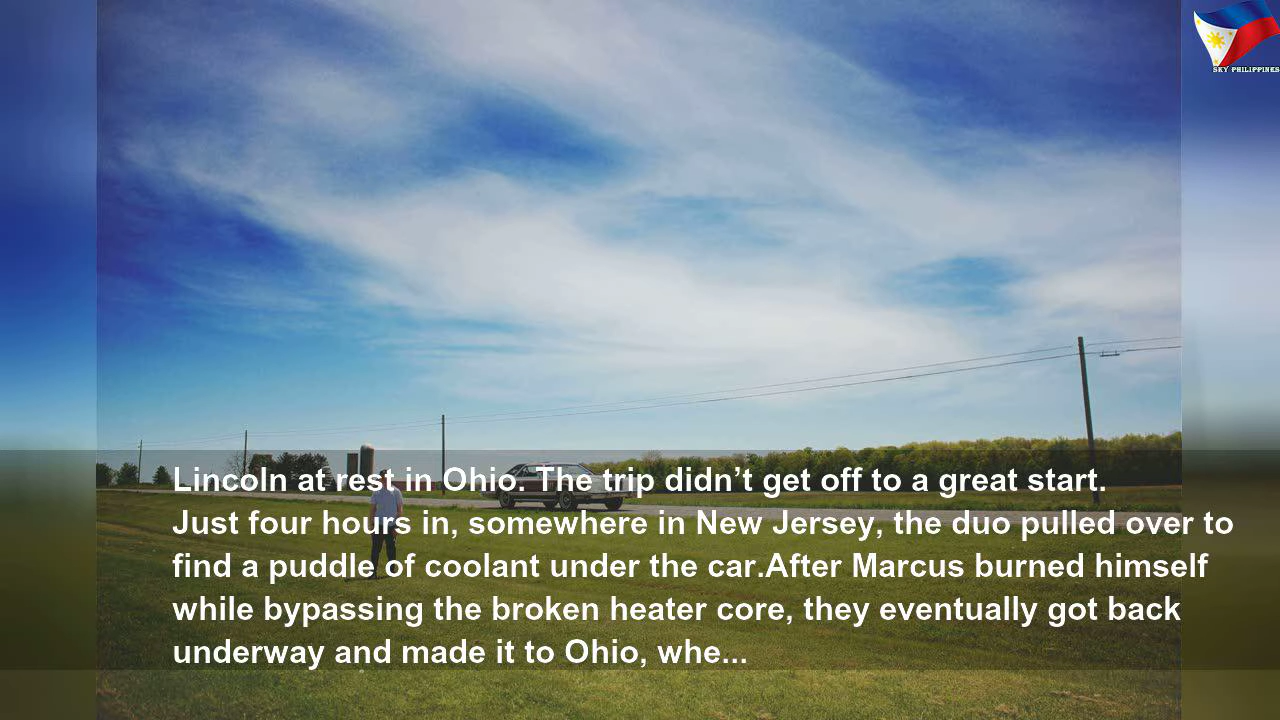 SKY PHILIPPINES
Lincoln at rest in Ohio. The trip didn’t get off to a great start.
Just four hours in, somewhere in New Jersey, the duo pulled over to
find a puddle of coolant under the car.After Marcus burned himself
while bypassing the broken heater core, they eventually got back
underway and made it to Ohio, whe...